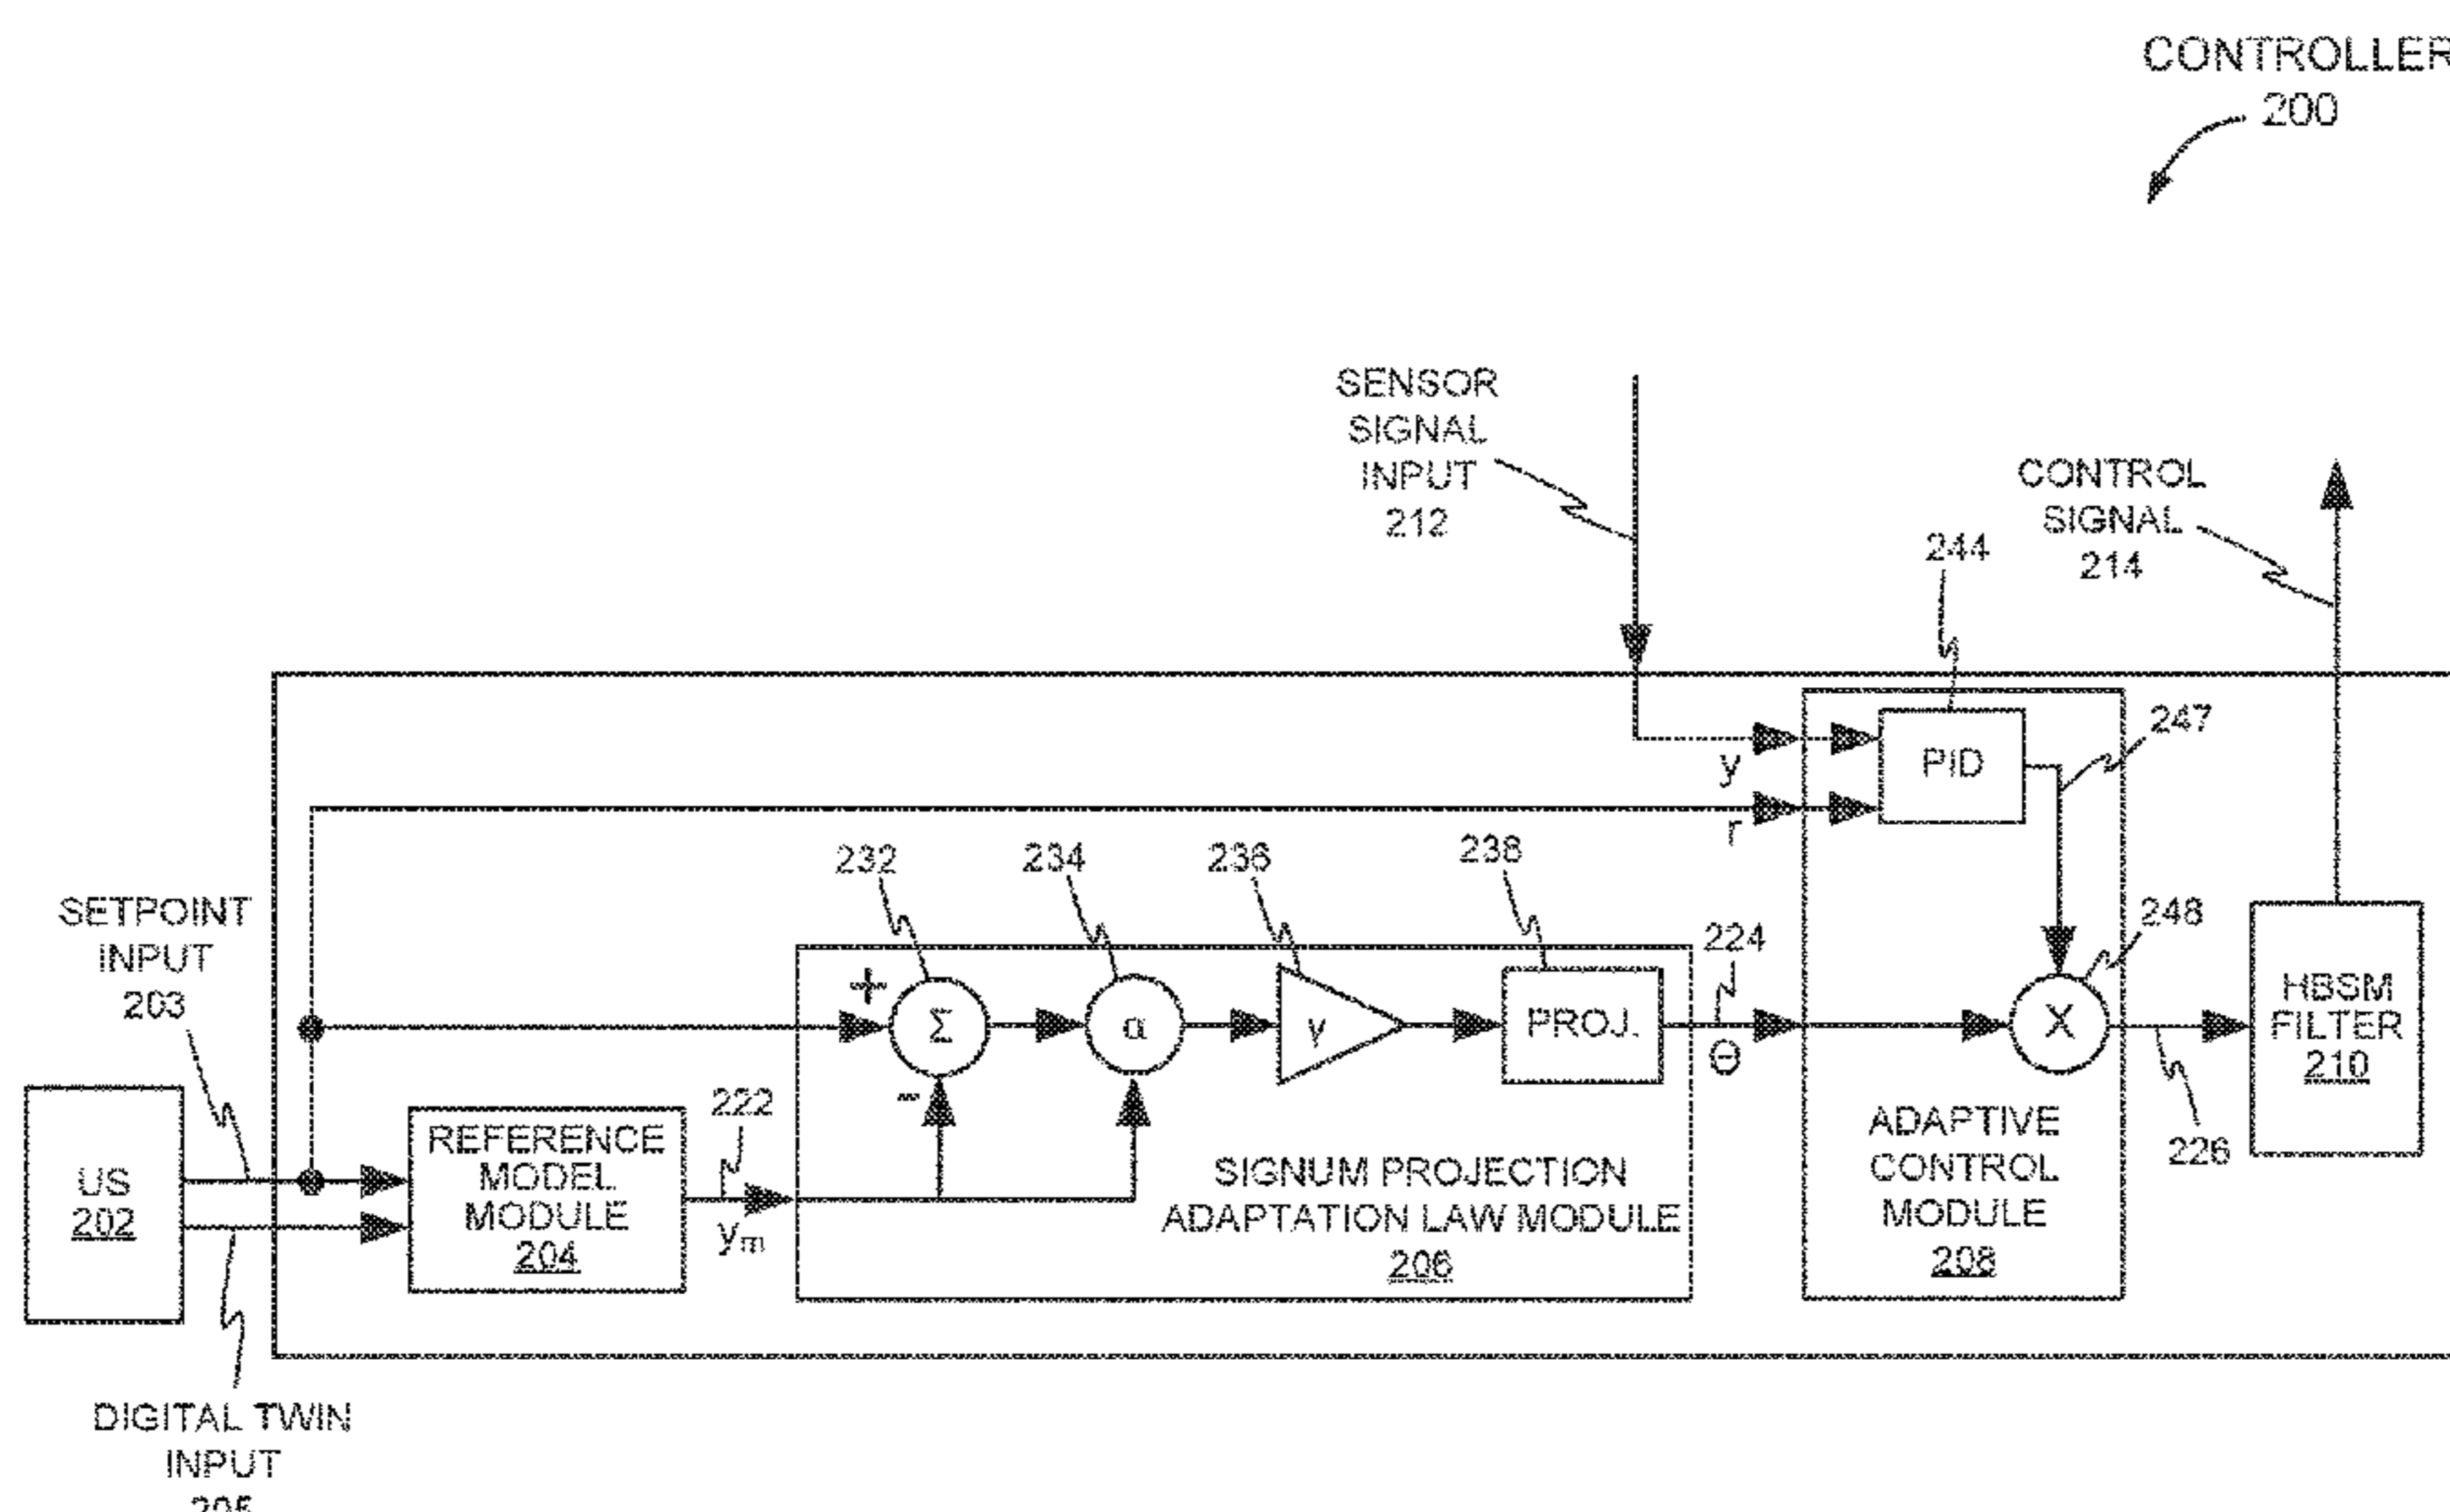 CONTROLLER
200
SENSOR
SIGNAL
INPUT
212
CONTROL
SIGNAL
214
244
247
PID
y
r
232
234
236
238
224
248
SETPOINT
INPUT
203
+
Σ
α
γ
PROJ.
Θ
X
HBSM
FILTER
210
-
222
226
US
202
REFERENCE
MODEL
MODULE
204
ym
SIGNUM PROJECTION
ADAPTATION LAW MODULE
206
ADAPTIVE
CONTROL
MODULE
208
DIGITAL TWIN
INPUT
205